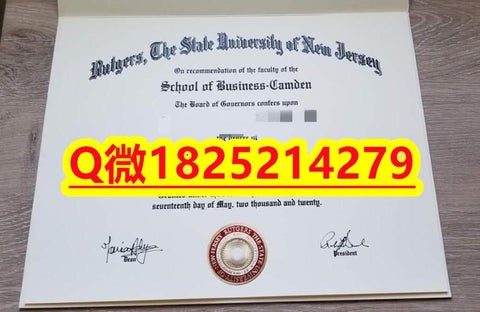 Rutgers, The State University of New Jersey
On recommendation of the faculty of the
School of Business-Camden
The Board of Governors confers upon
Q微1825214279
seventeenth day of May, two thousand and twenty.
Dean
President